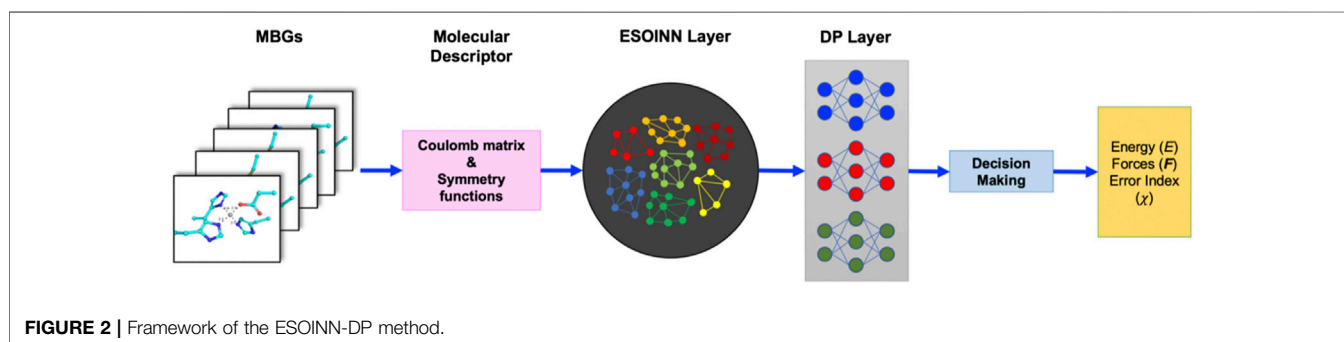 MBGs
Molecular
Descriptor
ESOINN Layer
DP Layer
Coulomb matrix
&
Symmetry
functions
Decision
Making
Energy (E)
Forces (F)
Error Index
(χ)
FIGURE 2 | Framework of the ESOINN-DP method.